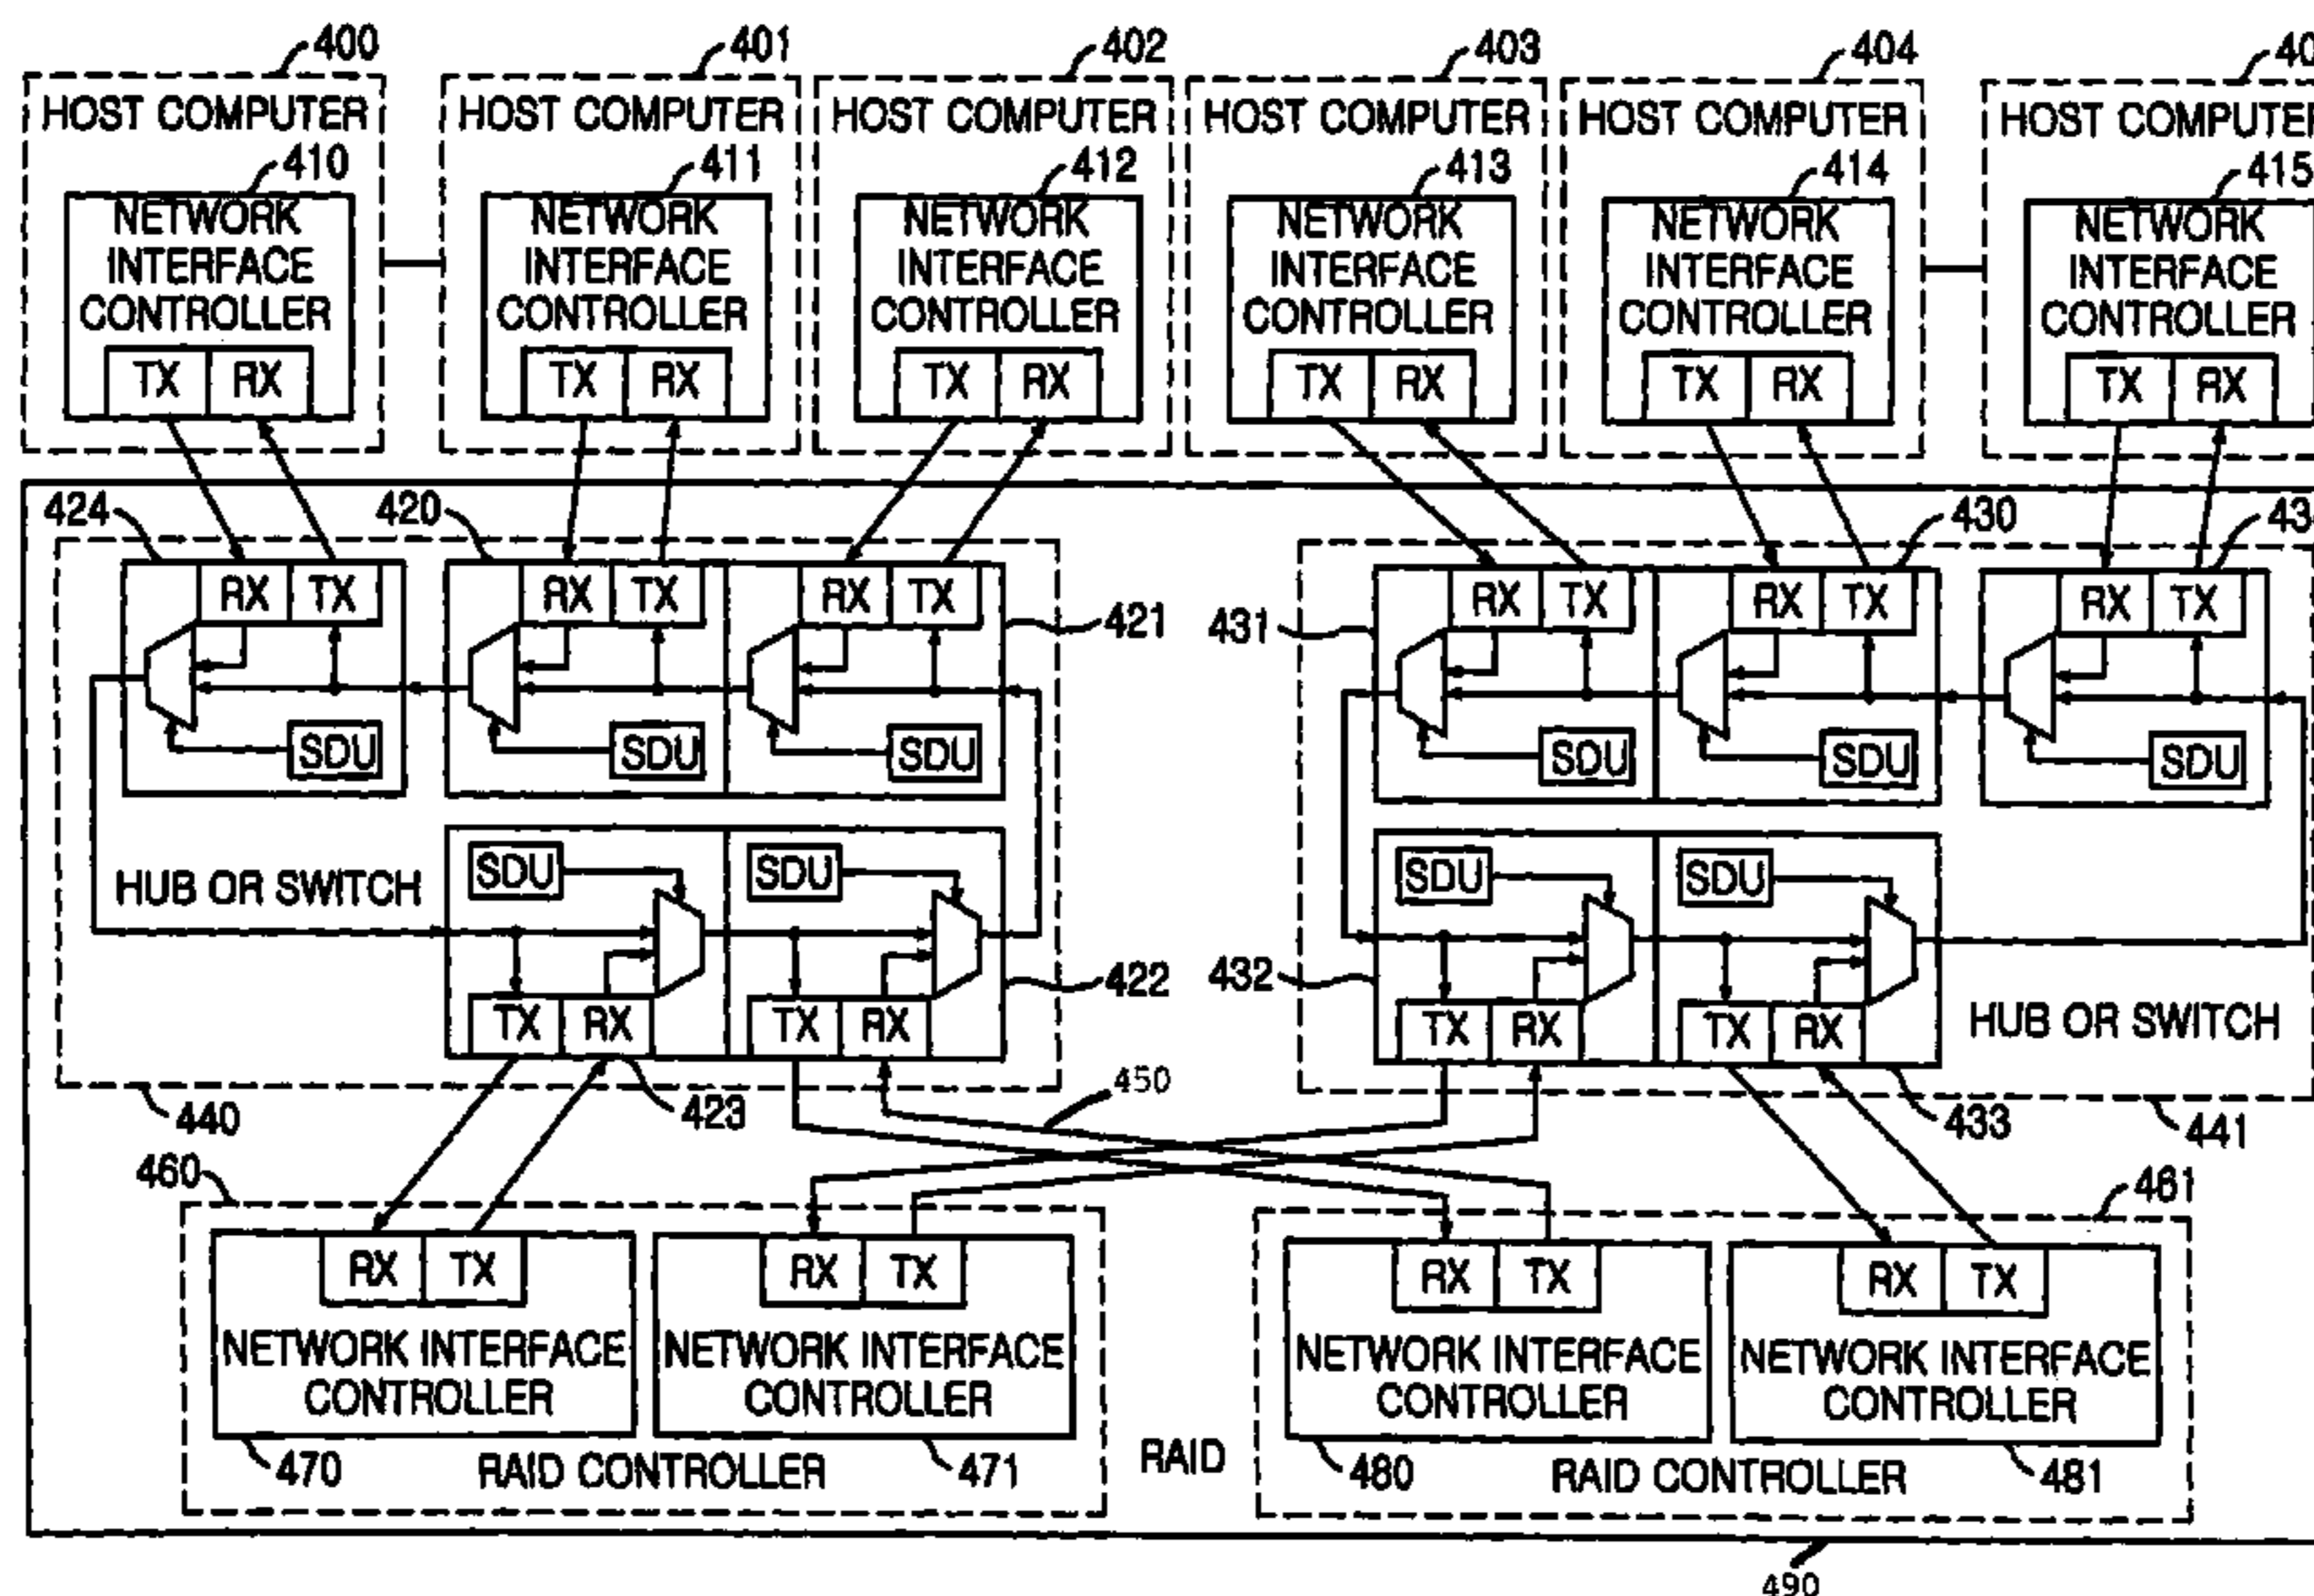 400 401 402 403 404 40
HOST COMPUTER HOST COMPUTER HOST COMPUTER HOST COMPUTER HOST COMPUTER HOST COMPUTER
410 411 412 413 414 415
NETWORK NETWORK NETWORK NETWORK NETWORK NETWORK
INTERFACE INTERFACE INTERFACE INTERFACE INTERFACE INTERFACE
CONTROLLER CONTROLLER CONTROLLER CONTROLLER CONTROLLER CONTROLLER
TX RX TX RX TX RX TX RX TX RX TX RX
424 420 430 43
RX TX RX TX RX TX RX TX RX TX RX TX
421 431
SDU SDU SDU SDU SDU SDU
HUB OR SWITCH SDU SDU SDU SDU
422 432
TX RX TX RX TX RX TX RX HUB OR SWITCH
440 423 450 433 441
460 461
RX TX RX TX RX TX RX TX
NETWORK INTERFACE NETWORK INTERFACE NETWORK INTERFACE NETWORK INTERFACE
CONTROLLER CONTROLLER CONTROLLER CONTROLLER
470 RAID CONTROLLER 471 RAID 480 RAID CONTROLLER 481
490